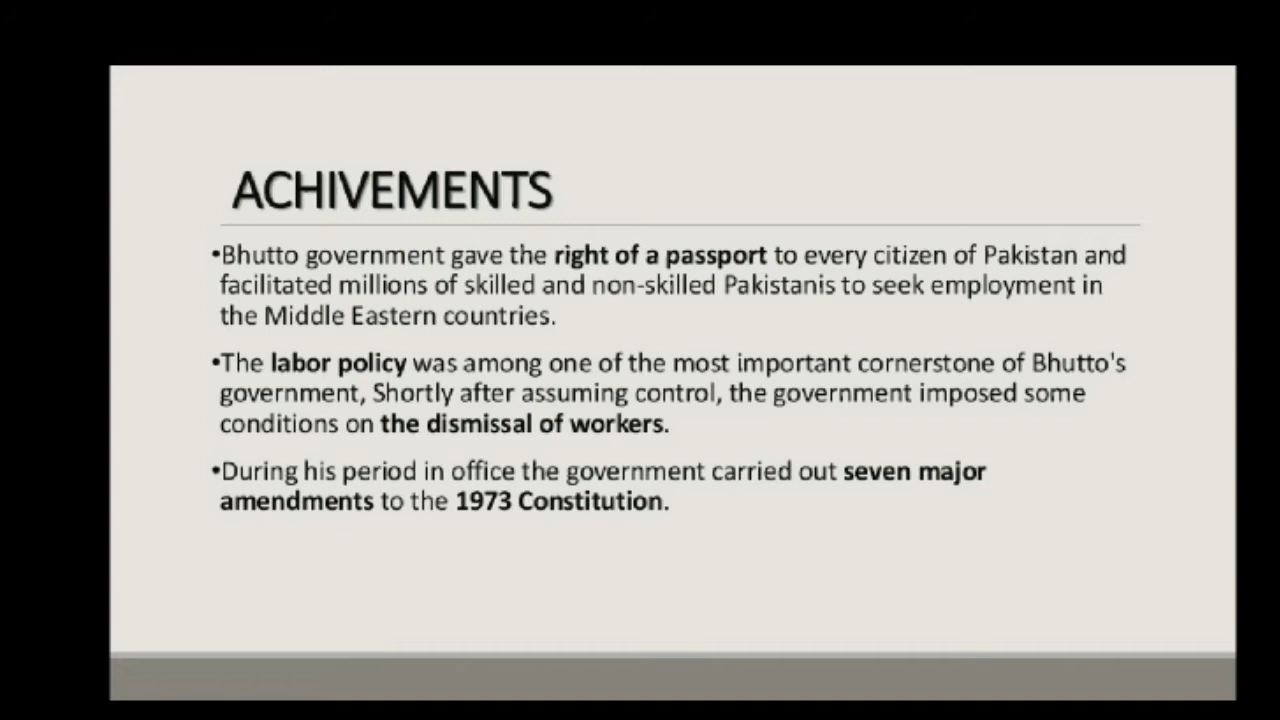 ACHIVEMENTS
•Bhutto government gave the right of a passport to every citizen of Pakistan and
facilitated millions of skilled and non-skilled Pakistanis to seek employment in
the Middle Eastern countries.
•The labor policy was among one of the most important cornerstone of Bhutto's
government, Shortly after assuming control, the government imposed some
conditions on the dismissal of workers.
•During his period in office the government carried out seven major
amendments to the 1973 Constitution.